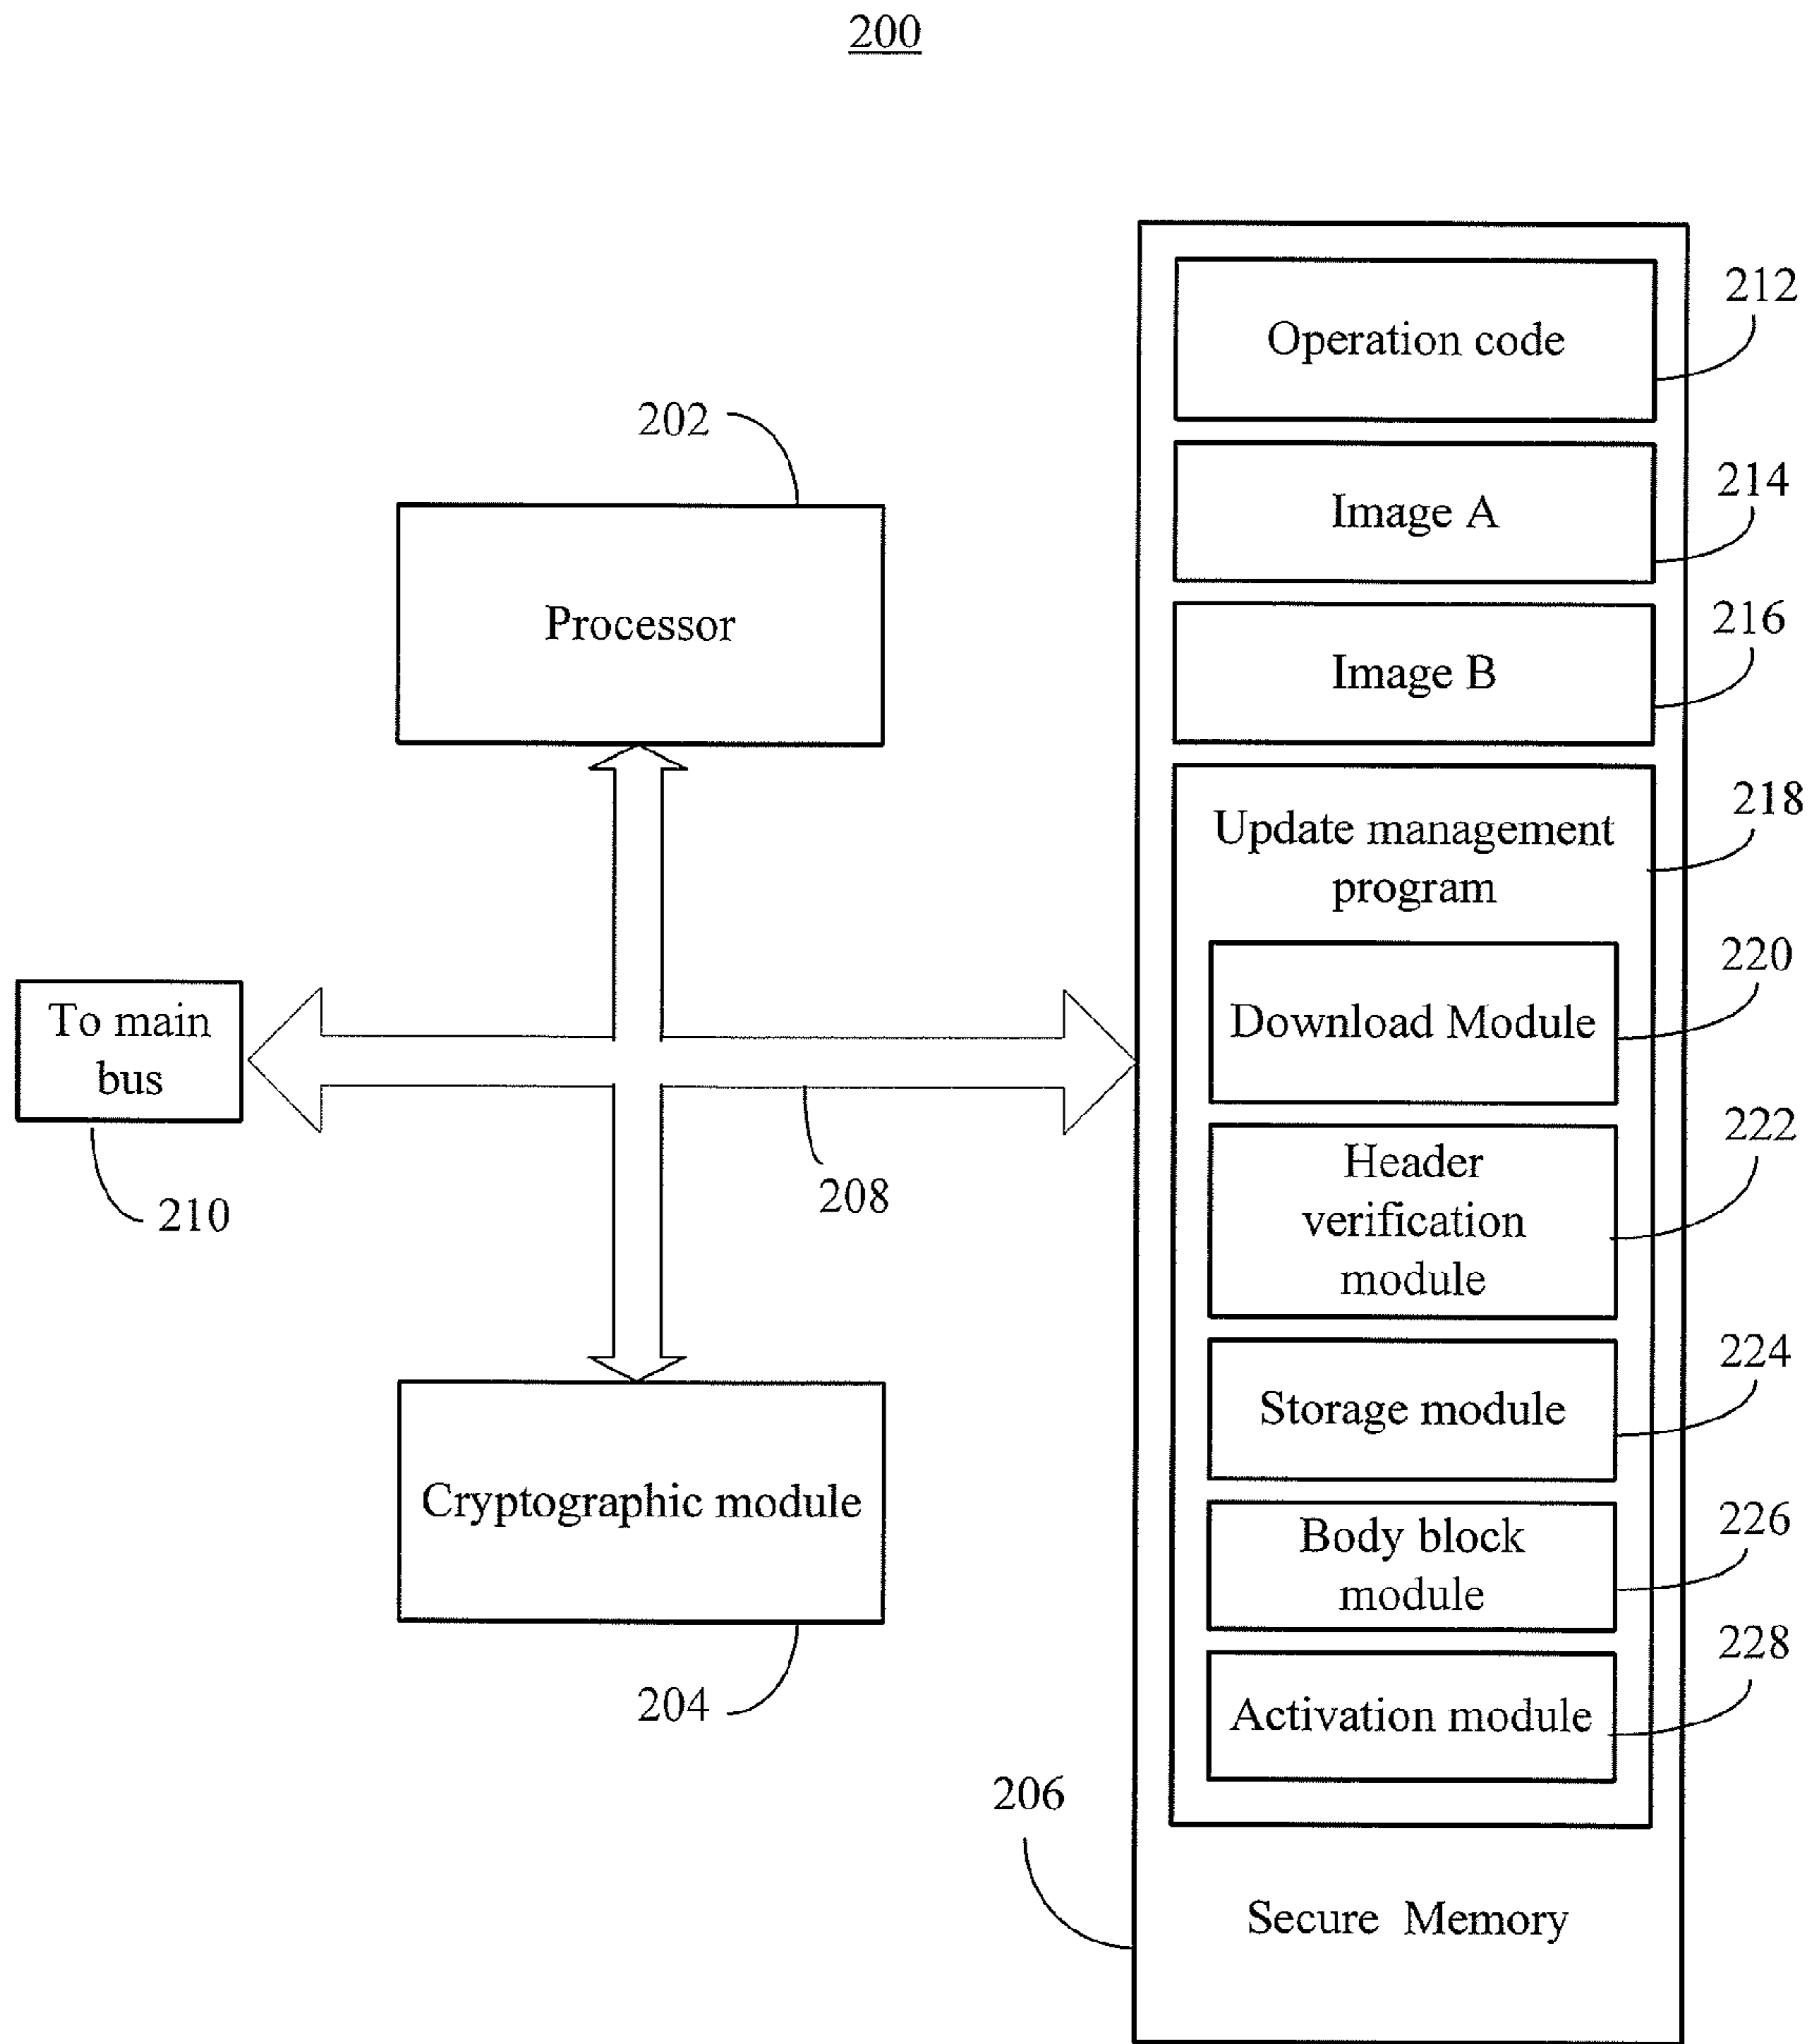 200
212
Operation code
202
214
Image A
Processor
216
Image B
218
Update management
program
220
Download Module
To main
bus
222
Header
verification
module
208
210
224
Storage module
Cryptographic module
226
Body block
module
228
Activation module
204
206
Secure Memory